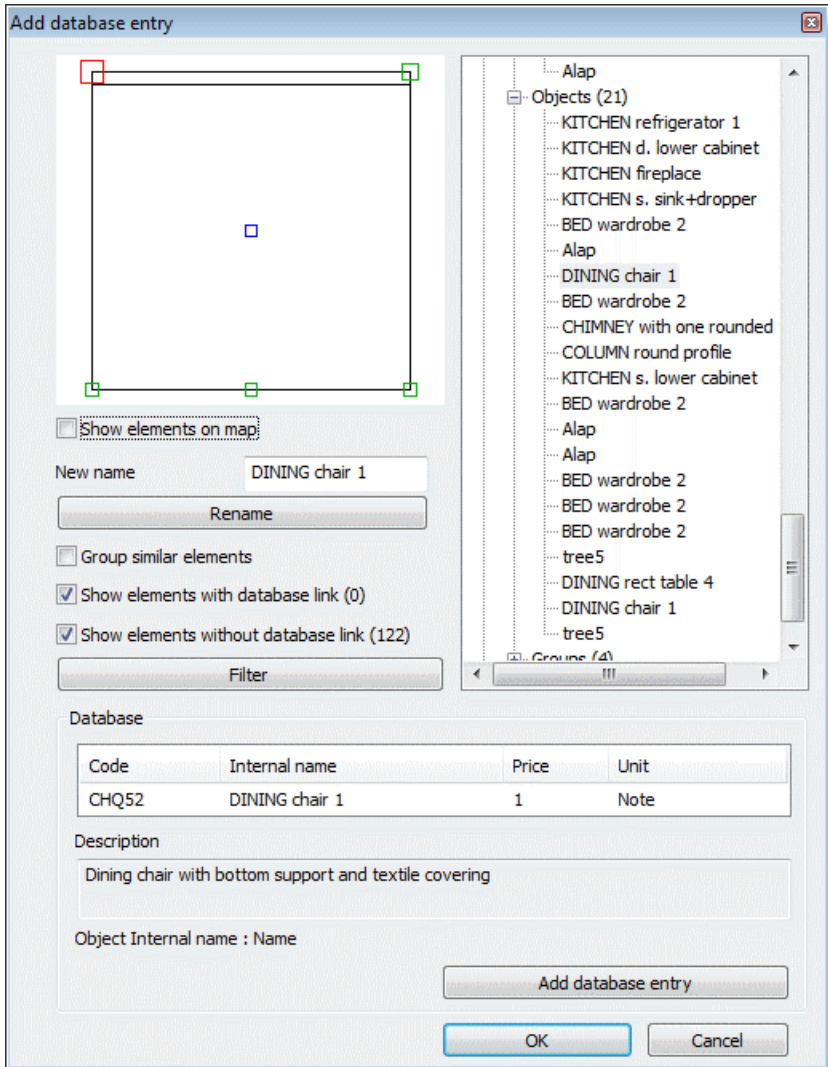 Add database entry
Alap
Objects (21)
KITCHEN refrigerator 1
KITCHEN d. lower cabinet
KITCHEN fireplace
KITCHEN s. sink+dropper
BED wardrobe 2
Alap
DINING chair 1
BED wardrobe 2
CHIMNEY with one rounded
COLUMN round profile
KITCHEN s. lower cabinet
BED wardrobe 2
Alap
Alap
BED wardrobe 2
BED wardrobe 2
BED wardrobe 2
tree5
DINING rect table 4
DINING chair 1
tree5
Groups (4)
Show elements on map
New name DINING chair 1
Rename
Group similar elements
Show elements with database link (0)
Show elements without database link (122)
Filter
Database
Code Internal name Price Unit
CHQ52 DINING chair 1 1 Note
Description
Dining chair with bottom support and textile covering
Object Internal name : Name
Add database entry
OK Cancel